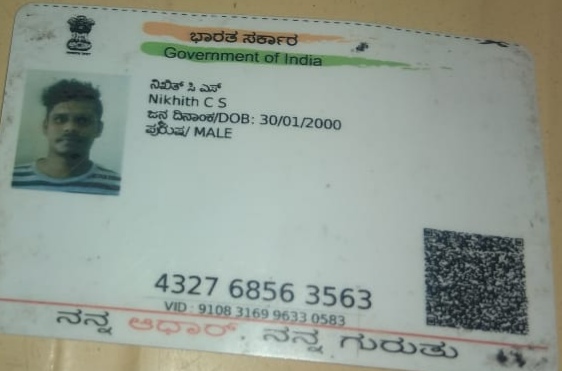 ಭಾರತ ಸರ್ಕಾರ
Government of India
ನಿಖಿತ್ ಸಿ ಎಸ್
Nikhith C S
ಜನ್ಮ ದಿನಾಂಕ/DOB: 30/01/2000
ಪುರುಷ/ MALE
4327 6856 3563
VID : 9108 3169 9633 0583
ನನ್ನ ಆಧಾರ್, ನನ್ನ ಗುರುತು